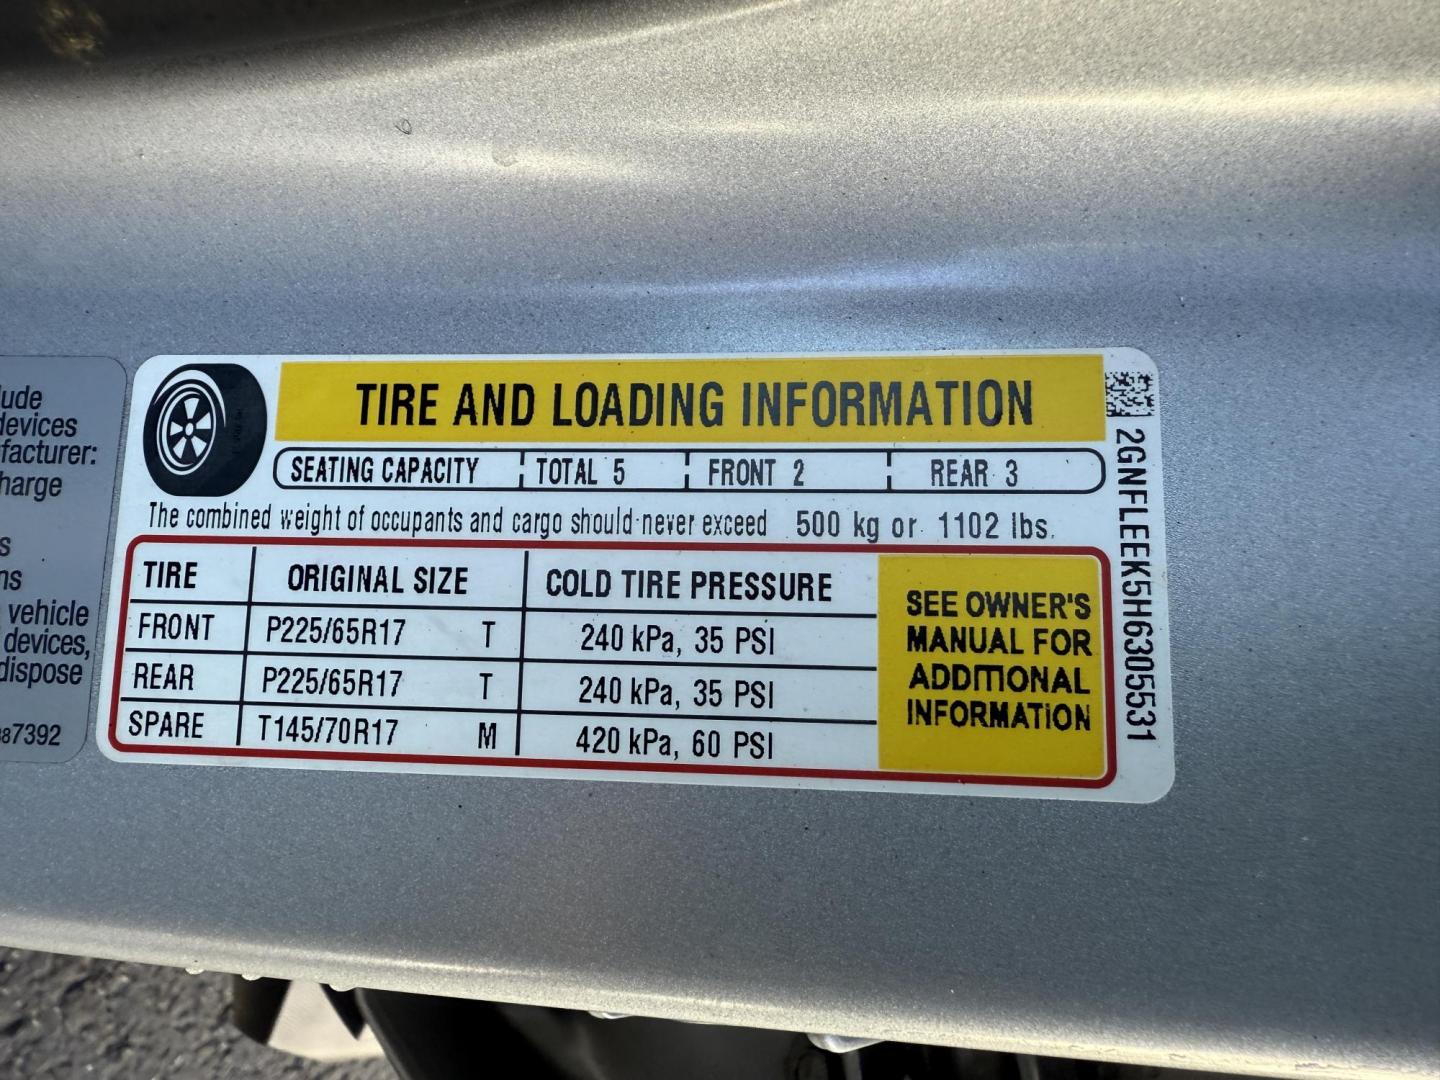 lude
devices
facturer:
harge
s
ns
vehicle
devices,
dispose
87392
TIRE AND LOADING INFORMATION
SEATING CAPACITY TOTAL 5 FRONT 2 REAR 3
The combined weight of occupants and cargo should never exceed 500 kg or 1102 lbs.
TIRE ORIGINAL SIZE COLD TIRE PRESSURE
FRONT P225/65R17 T 240 kPa, 35 PSI
REAR P225/65R17 T 240 kPa, 35 PSI
SPARE T145/70R17 M 420 kPa, 60 PSI
SEE OWNER'S
MANUAL FOR
ADDITIONAL
INFORMATION
2GNFLEEK5H6305531